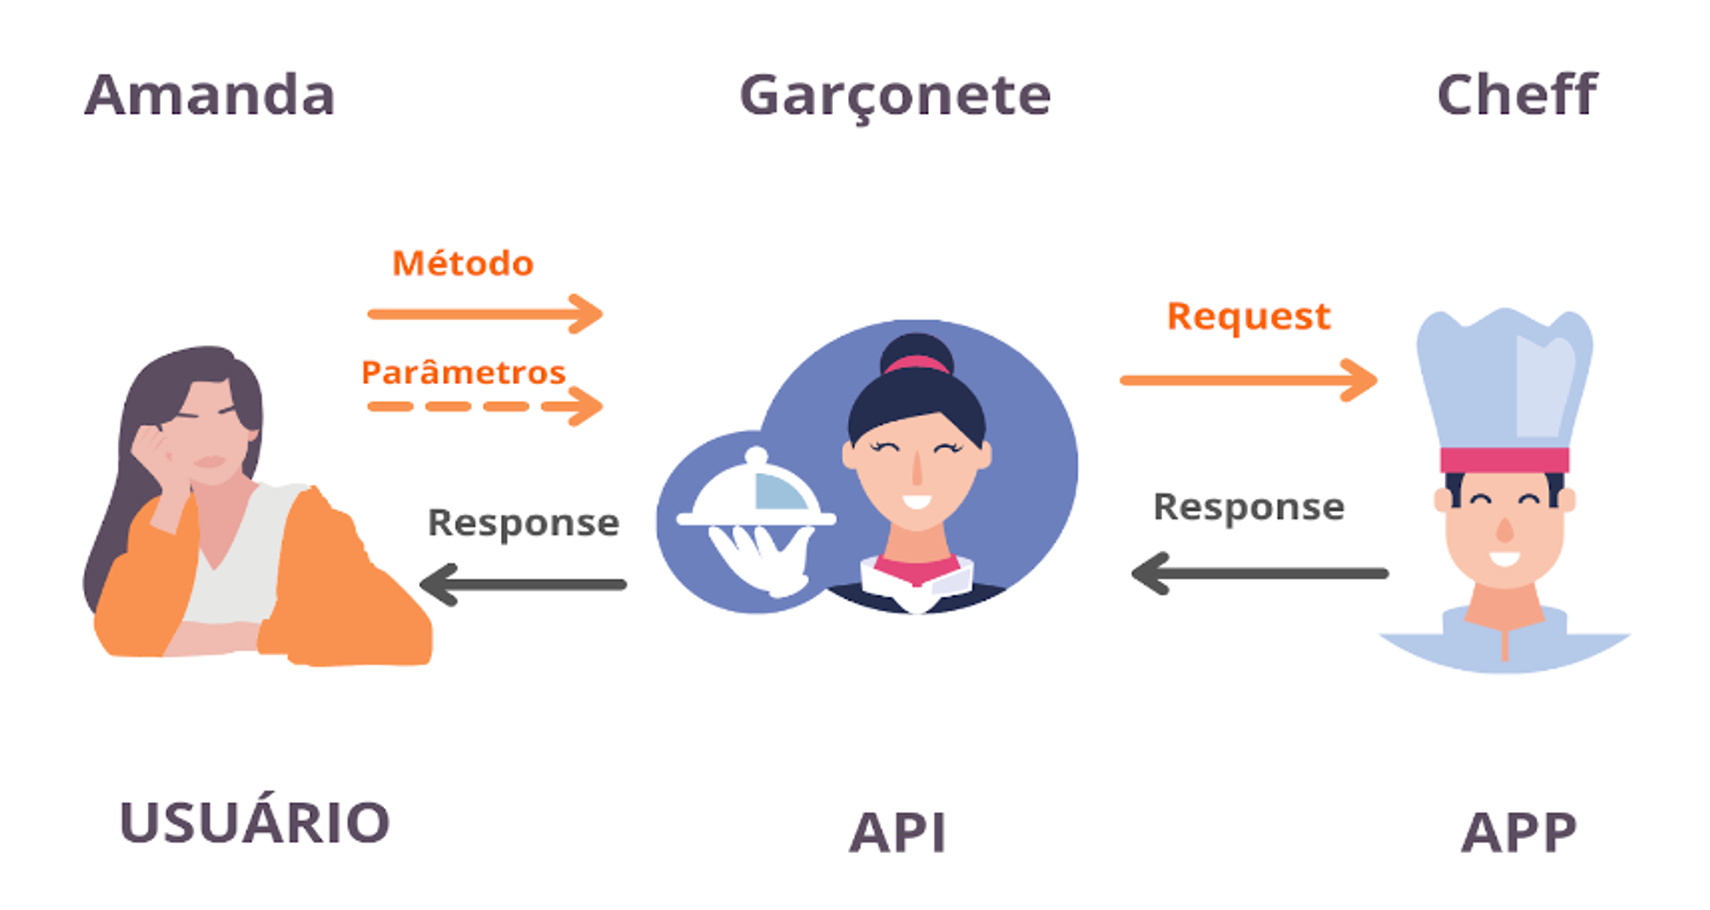 Amanda
Garçonete
Cheff
Método
Parâmetros
Response
Request
Response
USUÁRIO
API
APP